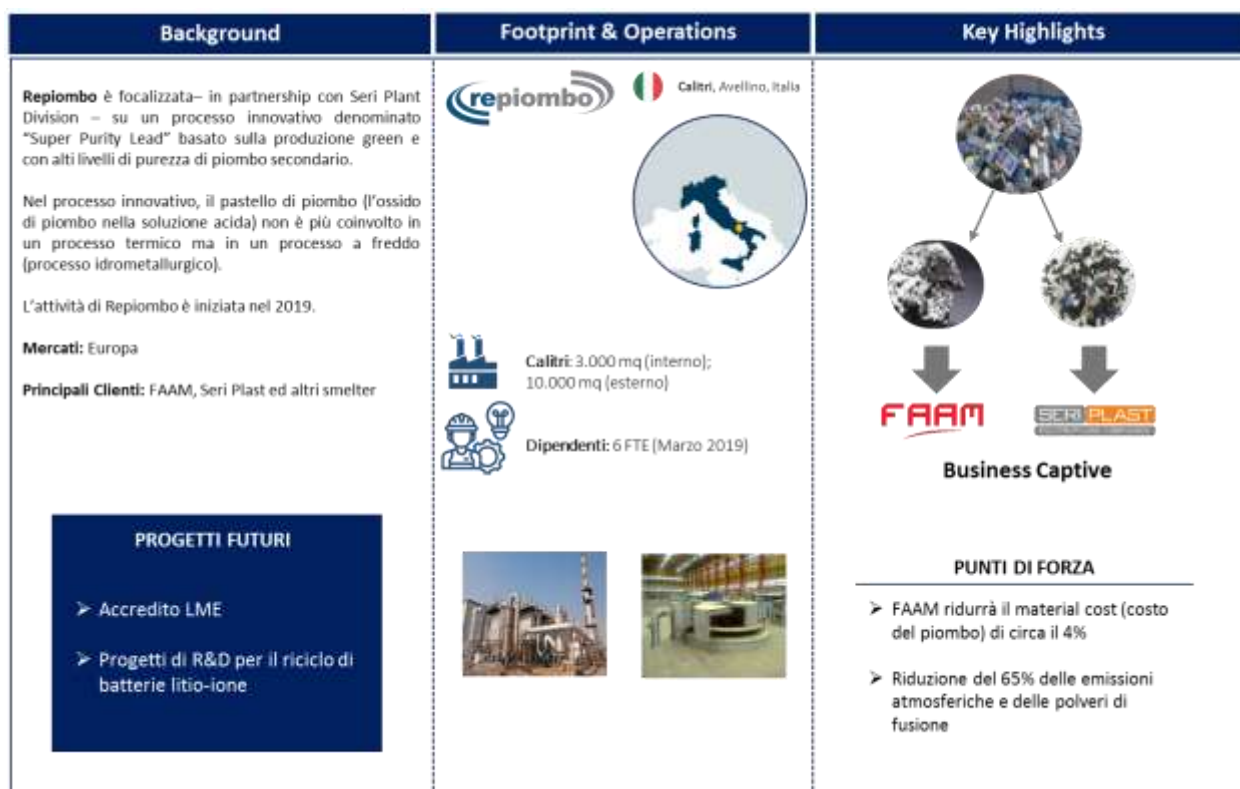 Background
Repiombo è focalizzata– in partnership con Seri Plant
Division – su un processo innovativo denominato
“Super Purity Lead” basato sulla produzione green e
con alti livelli di purezza di piombo secondario.
Nel processo innovativo, il pastello di piombo (l’ossido
di piombo nella soluzione acida) non è più coinvolto in
un processo termico ma in un processo a freddo
(processo idrometallurgico).
L’attività di Repiombo è iniziata nel 2019.
Mercati: Europa
Principali Clienti: FAAM, Seri Plast ed altri smelter
PROGETTI FUTURI
➢ Accredito LME
➢ Progetti di R&D per il riciclo di
batterie litio-ione
Footprint & Operations
repiombo
Calitri, Avellino, Italia
Calitri: 3.000 mq (interno);
10.000 mq (esterno)
Dipendenti: 6 FTE (Marzo 2019)
Key Highlights
FAAM
SERI PLAST
Business Captive
PUNTI DI FORZA
➢ FAAM ridurrà il material cost (costo
del piombo) di circa il 4%
➢ Riduzione del 65% delle emissioni
atmosferiche e delle polveri di
fusione